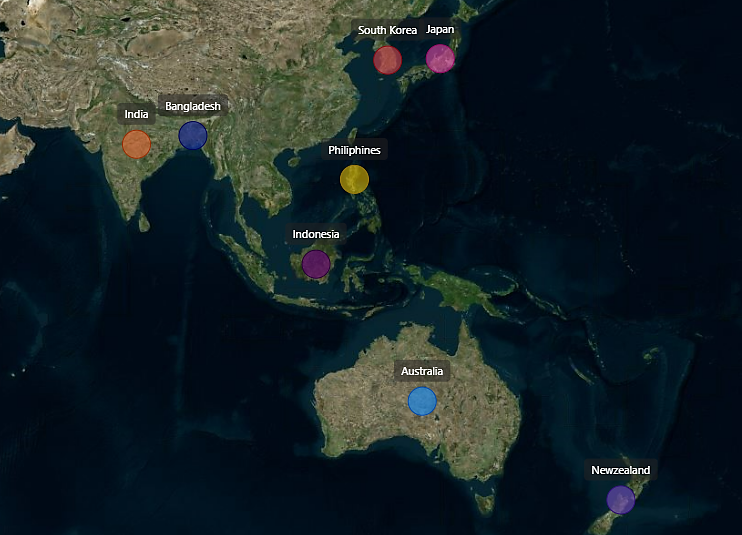 South Korea
Japan
India
Bangladesh
Philiphines
Indonesia
Australia
Newzealand